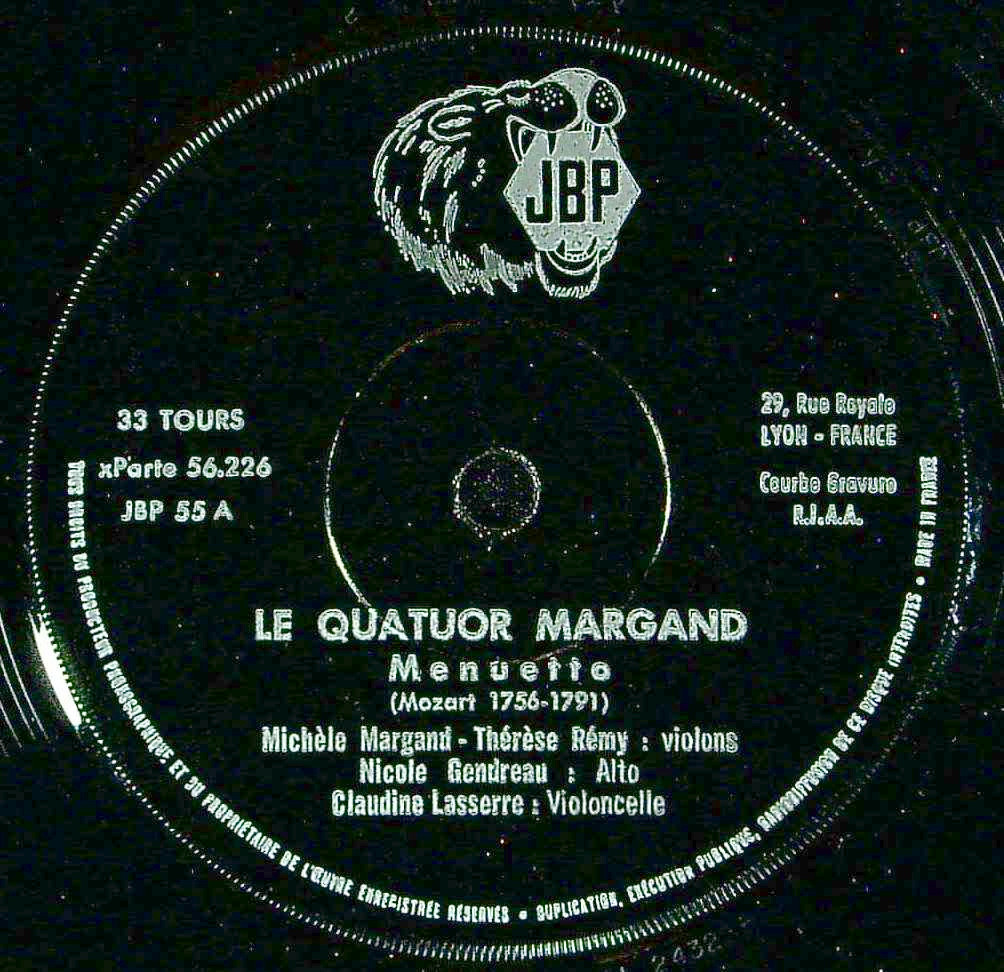 JBP
33 TOURS
xParte 56.226
JBP 55 A
29, Rue Royale
LYON - FRANCE
Courbe Gravure
R.I.A.A.
LE QUATUOR MARGAND
Menuetto
(Mozart 1756-1791)
Michèle Margand - Thérèse Rémy : violons
Nicole Gendreau : Alto
Claudine Lasserre : Violoncelle
TOUS DROITS DU PRODUCTEUR PHONOGRAPHIQUE ET DU PROPRIÉTAIRE DE L'ŒUVRE ENREGISTRÉE RÉSERVÉS • DUPLICATION, EXÉCUTION PUBLIQUE, RADIODIFFUSION DE CE DISQUE INTERDITES • MADE IN FRANCE
2432